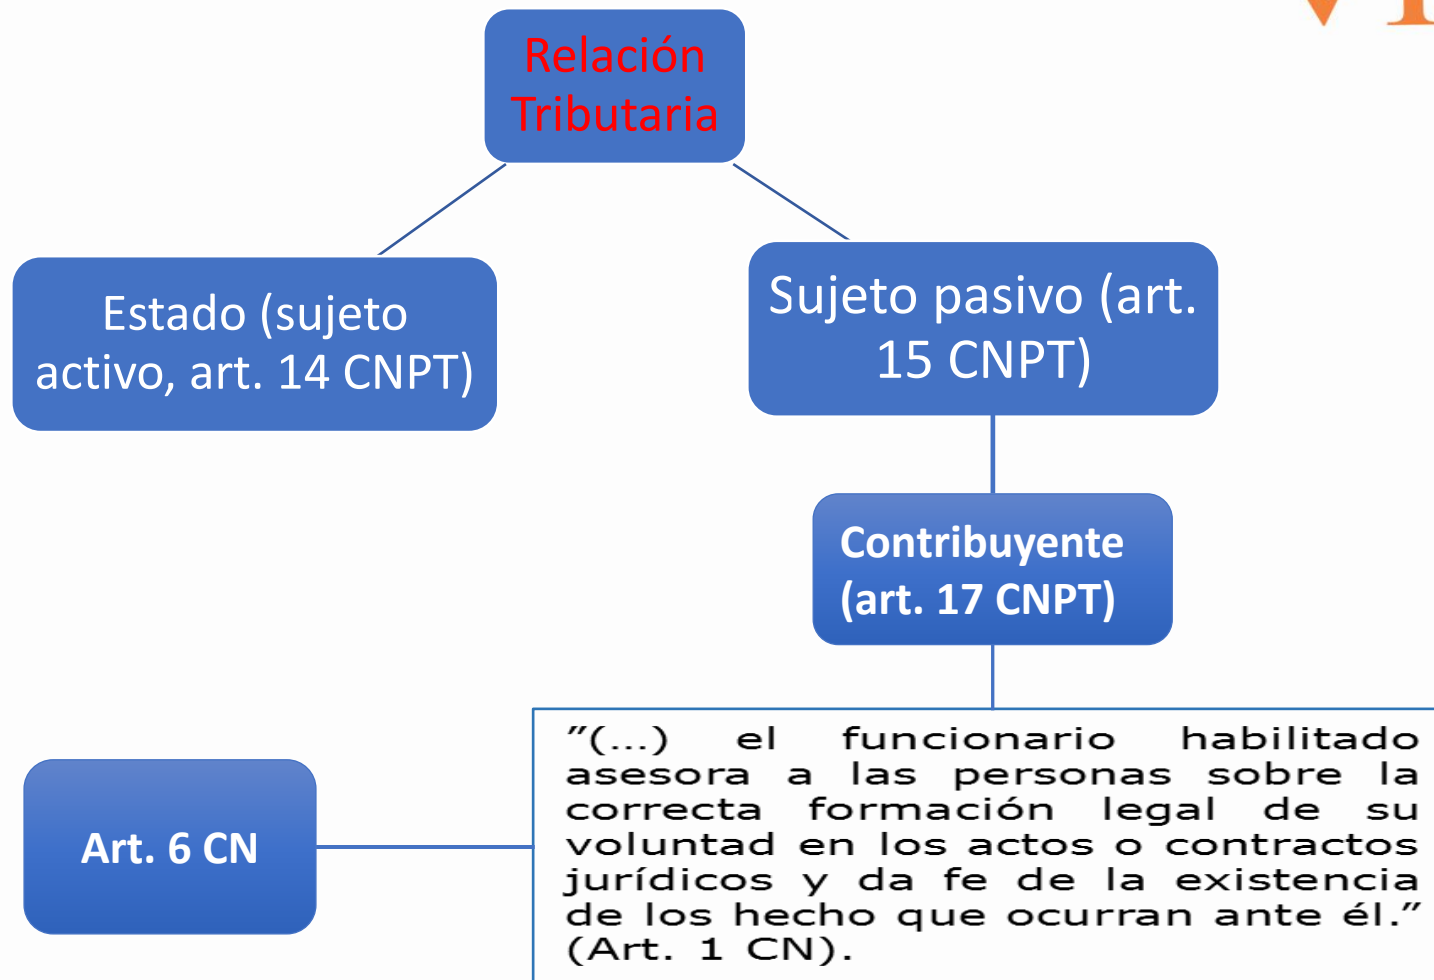 Relación
Tributaria
Estado (sujeto
activo, art. 14 CNPT)
Sujeto pasivo (art.
15 CNPT)
Contribuyente
(art. 17 CNPT)
Art. 6 CN
"(...) el funcionario habilitado
asesora a las personas sobre la
correcta formación legal de su
voluntad en los actos o contractos
jurídicos y da fe de la existencia
de los hecho que ocurran ante él."
(Art. 1 CN).